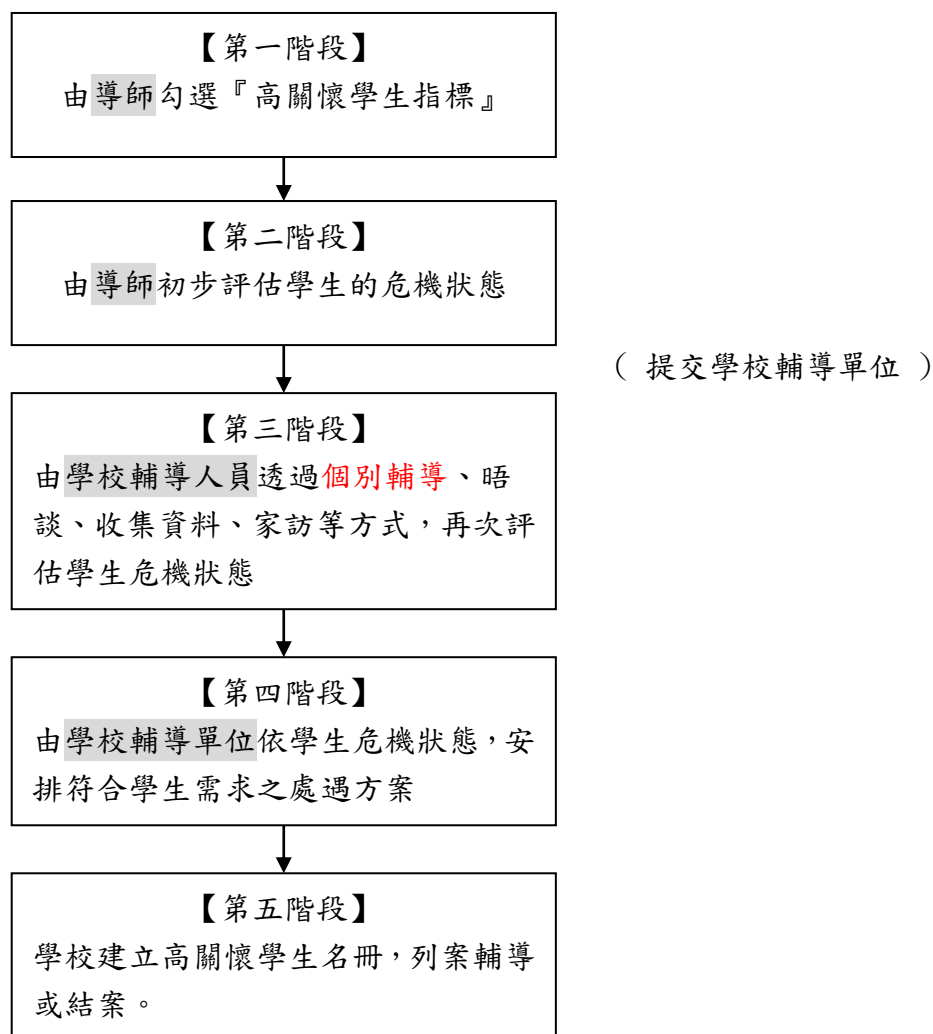 【第一階段】
由導師勾選『高關懷學生指標』
【第二階段】
由導師初步評估學生的危機狀態
（ 提交學校輔導單位 ）
【第三階段】
由學校輔導人員透過個別輔導、晤
談、收集資料、家訪等方式，再次評
估學生危機狀態
【第四階段】
由學校輔導單位依學生危機狀態，安
排符合學生需求之處遇方案
【第五階段】
學校建立高關懷學生名冊，列案輔導
或結案。